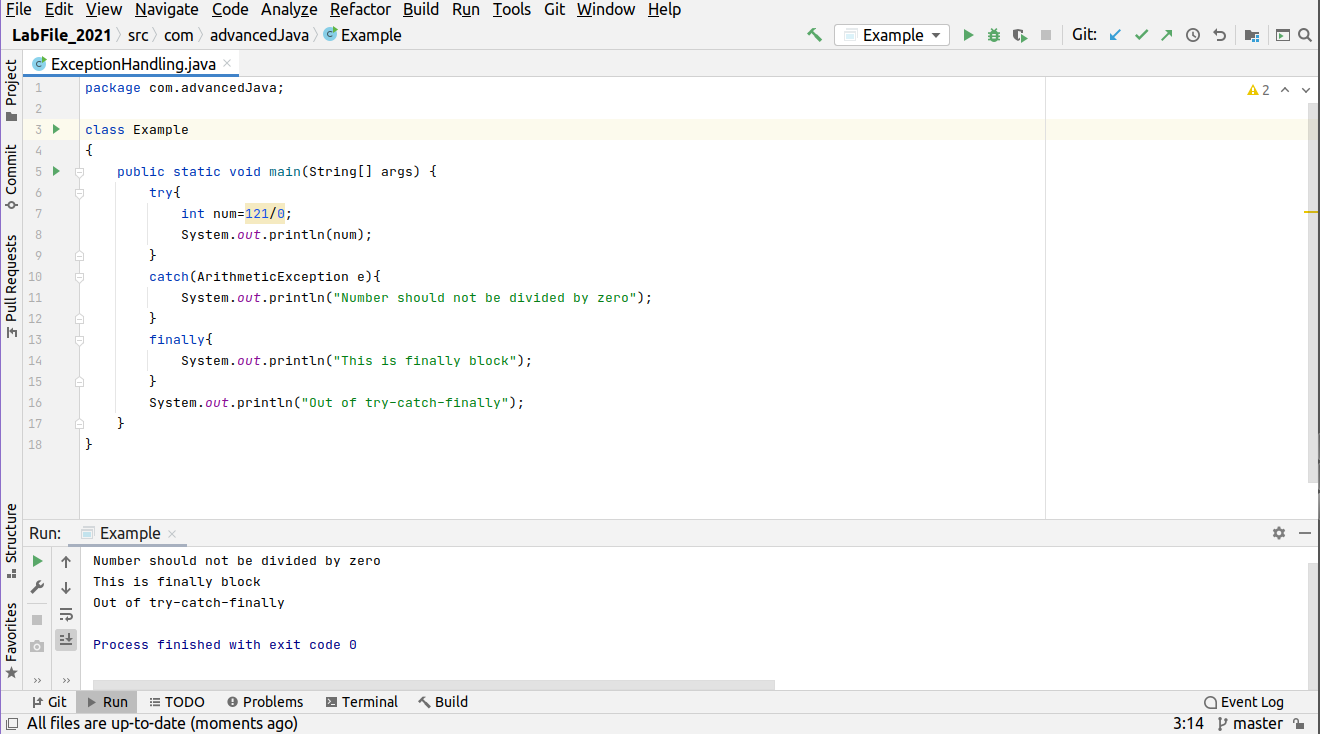 File Edit View Navigate Code Analyze Refactor Build Run Tools Git Window Help
LabFile_2021 src com advancedJava Example Example Git:
ExceptionHandling.java
Project
Commit
Pull Requests
Structure
Favorites
2
1 package com.advancedJava;
2
3 class Example
4 {
5 public static void main(String[] args) {
6 try{
7 int num=121/0;
8 System.out.println(num);
9 }
10 catch(ArithmeticException e){
11 System.out.println("Number should not be divided by zero");
12 }
13 finally{
14 System.out.println("This is finally block");
15 }
16 System.out.println("Out of try-catch-finally");
17 }
18 }
Run: Example
Number should not be divided by zero
This is finally block
Out of try-catch-finally
Process finished with exit code 0
Git Run TODO Problems Terminal Build Event Log
All files are up-to-date (moments ago) 3:14 master